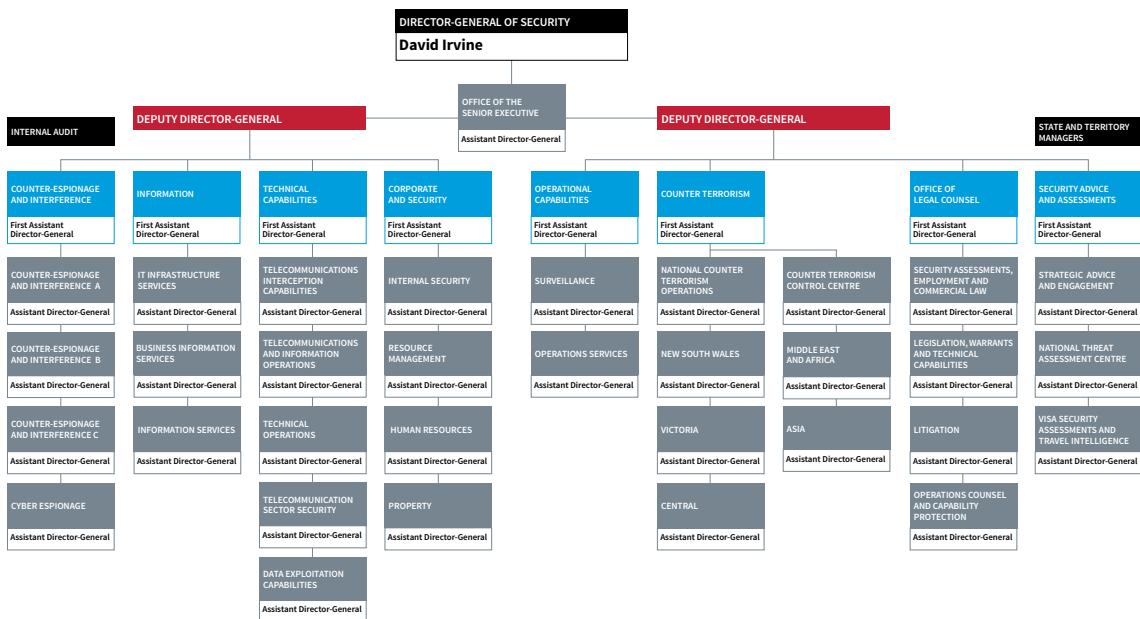 DIRECTOR-GENERAL OF SECURITY
David Irvine
OFFICE OF THE
SENIOR EXECUTIVE
Assistant Director-General
INTERNAL AUDIT
DEPUTY DIRECTOR-GENERAL
DEPUTY DIRECTOR-GENERAL
STATE AND TERRITORY
MANAGERS
COUNTER-ESPIONAGE
AND INTERFERENCE
First Assistant
Director-General
COUNTER-ESPIONAGE
AND INTERFERENCE A
Assistant Director-General
COUNTER-ESPIONAGE
AND INTERFERENCE B
Assistant Director-General
COUNTER-ESPIONAGE
AND INTERFERENCE C
Assistant Director-General
CYBER ESPIONAGE
Assistant Director-General
INFORMATION
First Assistant
Director-General
IT INFRASTRUCTURE
SERVICES
Assistant Director-General
BUSINESS INFORMATION
SERVICES
Assistant Director-General
INFORMATION SERVICES
Assistant Director-General
TECHNICAL
CAPABILITIES
First Assistant
Director-General
TELECOMMUNICATIONS
INTERCEPTION
CAPABILITIES
Assistant Director-General
TELECOMMUNICATIONS
AND INFORMATION
OPERATIONS
Assistant Director-General
TECHNICAL
OPERATIONS
Assistant Director-General
TELECOMMUNICATION
SECTOR SECURITY
Assistant Director-General
DATA EXPLOITATION
CAPABILITIES
Assistant Director-General
CORPORATE
AND SECURITY
First Assistant
Director-General
INTERNAL SECURITY
Assistant Director-General
RESOURCE
MANAGEMENT
Assistant Director-General
HUMAN RESOURCES
Assistant Director-General
PROPERTY
Assistant Director-General
OPERATIONAL
CAPABILITIES
First Assistant
Director-General
SURVEILLANCE
Assistant Director-General
OPERATIONS SERVICES
Assistant Director-General
COUNTER TERRORISM
First Assistant
Director-General
NATIONAL COUNTER
TERRORISM
OPERATIONS
Assistant Director-General
NEW SOUTH WALES
Assistant Director-General
VICTORIA
Assistant Director-General
CENTRAL
Assistant Director-General
COUNTER TERRORISM
CONTROL CENTRE
Assistant Director-General
MIDDLE EAST
AND AFRICA
Assistant Director-General
ASIA
Assistant Director-General
OFFICE OF
LEGAL COUNSEL
First Assistant
Director-General
SECURITY ASSESSMENTS,
EMPLOYMENT AND
COMMERCIAL LAW
Assistant Director-General
LEGISLATION, WARRANTS
AND TECHNICAL
CAPABILITIES
Assistant Director-General
LITIGATION
Assistant Director-General
OPERATIONS COUNSEL
AND CAPABILITY
PROTECTION
Assistant Director-General
SECURITY ADVICE
AND ASSESSMENTS
First Assistant
Director-General
STRATEGIC ADVICE
AND ENGAGEMENT
Assistant Director-General
NATIONAL THREAT
ASSESSMENT CENTRE
Assistant Director-General
VISA SECURITY
ASSESSMENTS AND
TRAVEL INTELLIGENCE
Assistant Director-General